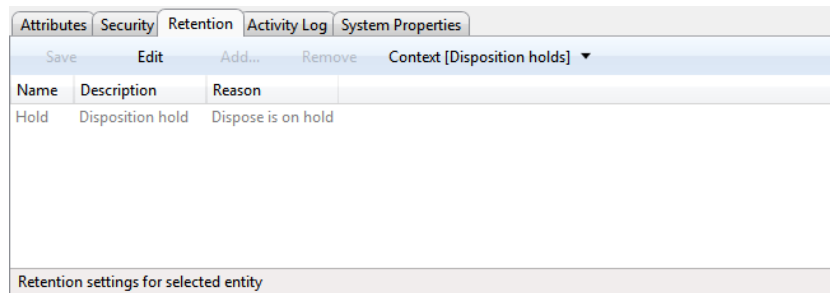 Attributes Security Retention Activity Log System Properties
Save Edit Add... Remove Context [Disposition holds]
Name Description Reason
Hold Disposition hold Dispose is on hold
Retention settings for selected entity